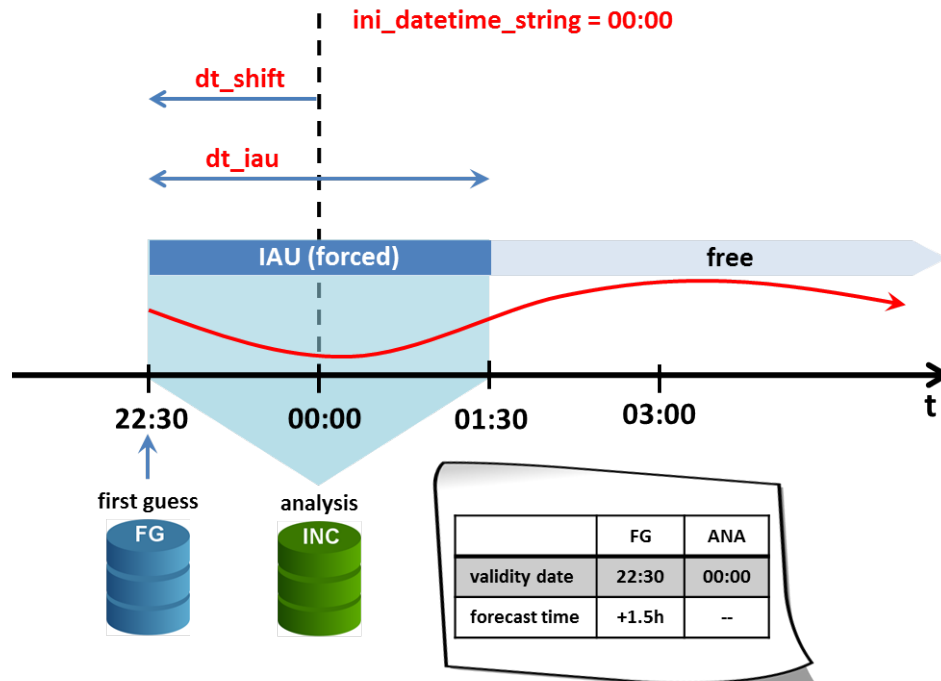 ini_datetime_string = 00:00
dt_shift
dt_iau
IAU (forced)
free
22:30
00:00
01:30
03:00
t
first guess
analysis
FG
INC
FG ANA
validity date 22:30 00:00
forecast time +1.5h --